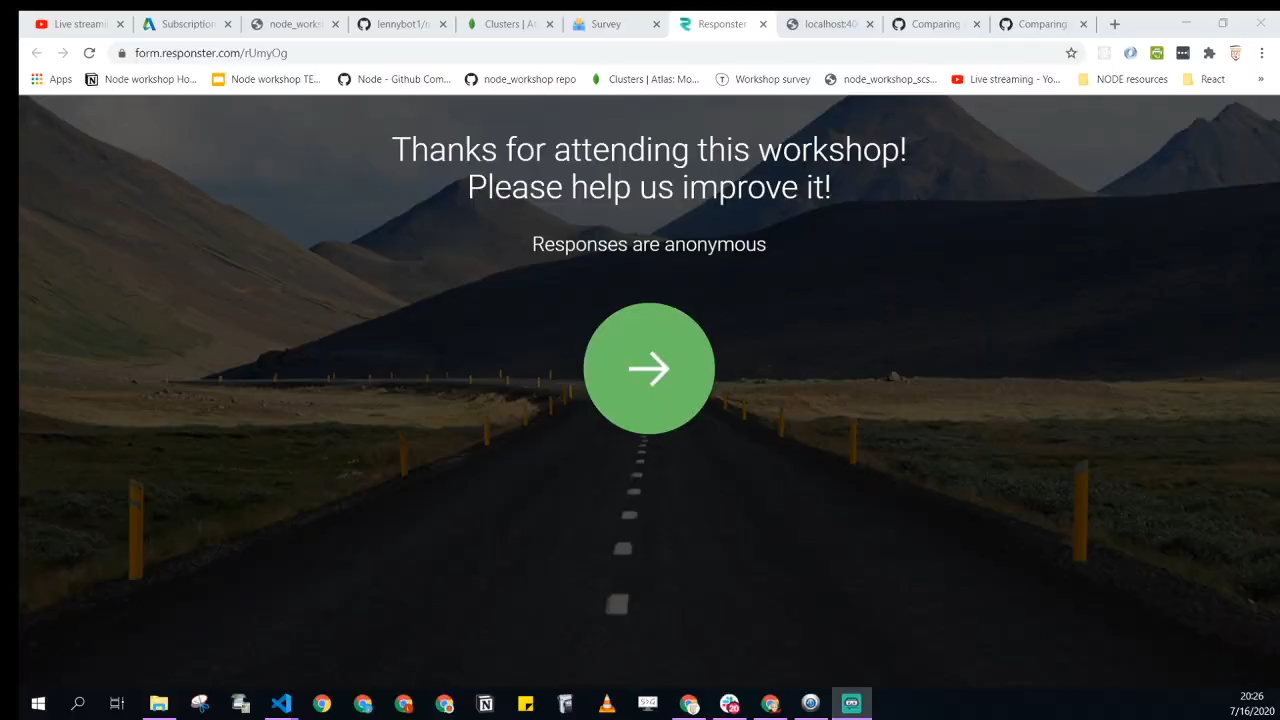 Live streami
Subscription
node_works
lennybot1/n
Clusters | At
Survey
Responster
localhost:40
Comparing
Comparing
form.responster.com/rUmyOg
Apps
Node workshop Ho...
Node workshop TE...
Node - Github Com...
node_workshop repo
Clusters | Atlas: Mo...
Workshop survey
node_workshop_scs...
Live streaming - Yo...
NODE resources
React
»
Thanks for attending this workshop!
Please help us improve it!
Responses are anonymous
20
20:26
7/16/2020